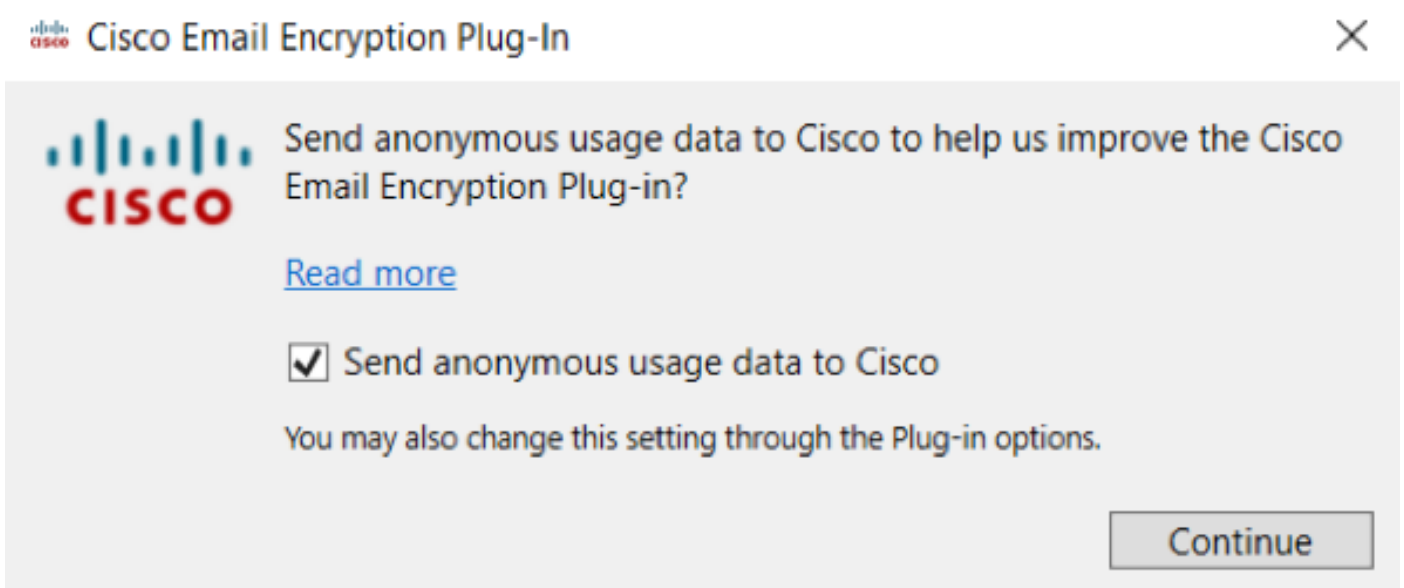 CISCO Cisco Email Encryption Plug-In
CISCO
Send anonymous usage data to Cisco to help us improve the Cisco
Email Encryption Plug-in?
Read more
Send anonymous usage data to Cisco
You may also change this setting through the Plug-in options.
Continue